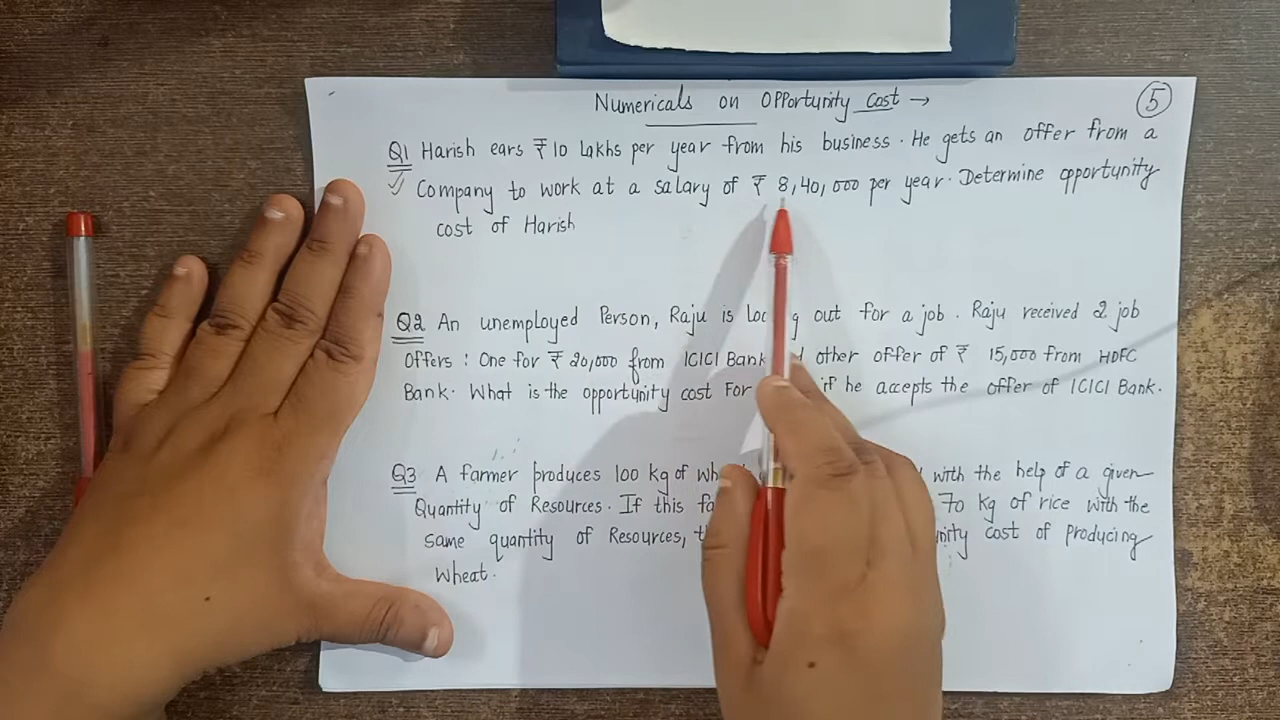 Numericals on Opportunity Cost →
5
Q1 Harish ears ₹10 Lakhs per year from his business. He gets an offer from a
Company to work at a salary of ₹ 8,40,000 per year. Determine opportunity
cost of Harish
Q2 An unemployed Person, Raju is out for a job. Raju received 2 job
Offers: One for ₹ 20,000 from ICICI Bank other offer of ₹ 15,000 from HDFC
Bank. What is the opportunity cost For if he accepts the offer of ICICI Bank.
Q3 A farmer produces 100 kg of with the help of a given
Quantity of Resources. If this 70 kg of rice with the
same quantity of Resources, cost of producing
Wheat.